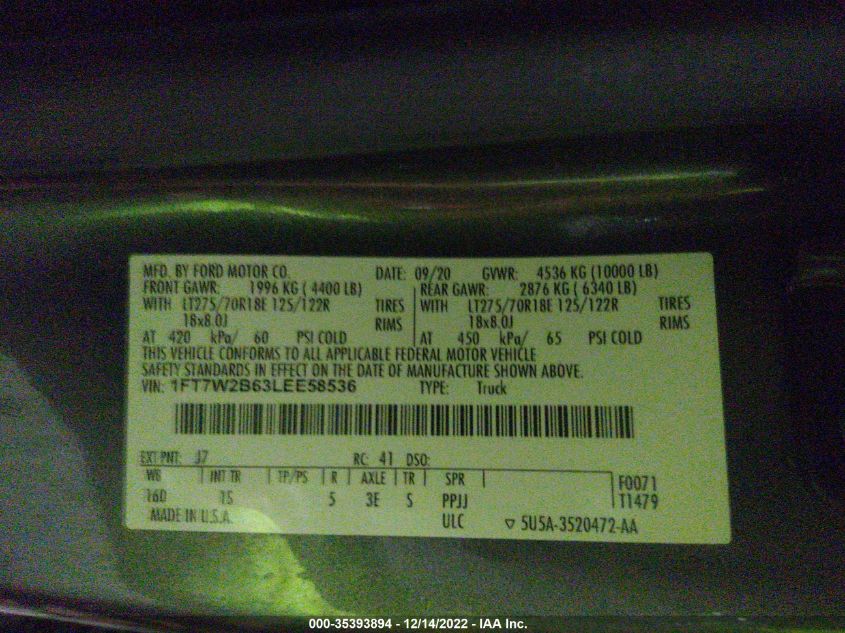 MFD. BY FORD MOTOR CO. DATE: 09/20 GVWR: 4536 KG (10000 LB)
FRONT GAWR: 1996 KG ( 4400 LB) REAR GAWR: 2876 KG ( 6340 LB)
WITH LT275/70R18E 125/122R TIRES WITH LT275/70R18E 125/122R TIRES
18x8.0J RIMS 18x8.0J RIMS
AT 420 kPa/ 60 PSI COLD AT 450 kPa/ 65 PSI COLD
THIS VEHICLE CONFORMS TO ALL APPLICABLE FEDERAL MOTOR VEHICLE
SAFETY STANDARDS IN EFFECT ON THE DATE OF MANUFACTURE SHOWN ABOVE.
VIN: 1FT7W2B63LEE58536 TYPE: Truck
EXT PNT: J7 RC: 41 DSO:
WB INT TR TP/PS R AXLE TR SPR F0071
160 5 3E S PPJJ T1479
MADE IN U.S.A. ULC ▽ 5U5A-3520472-AA
000-35393894 - 12/14/2022 - IAA Inc.